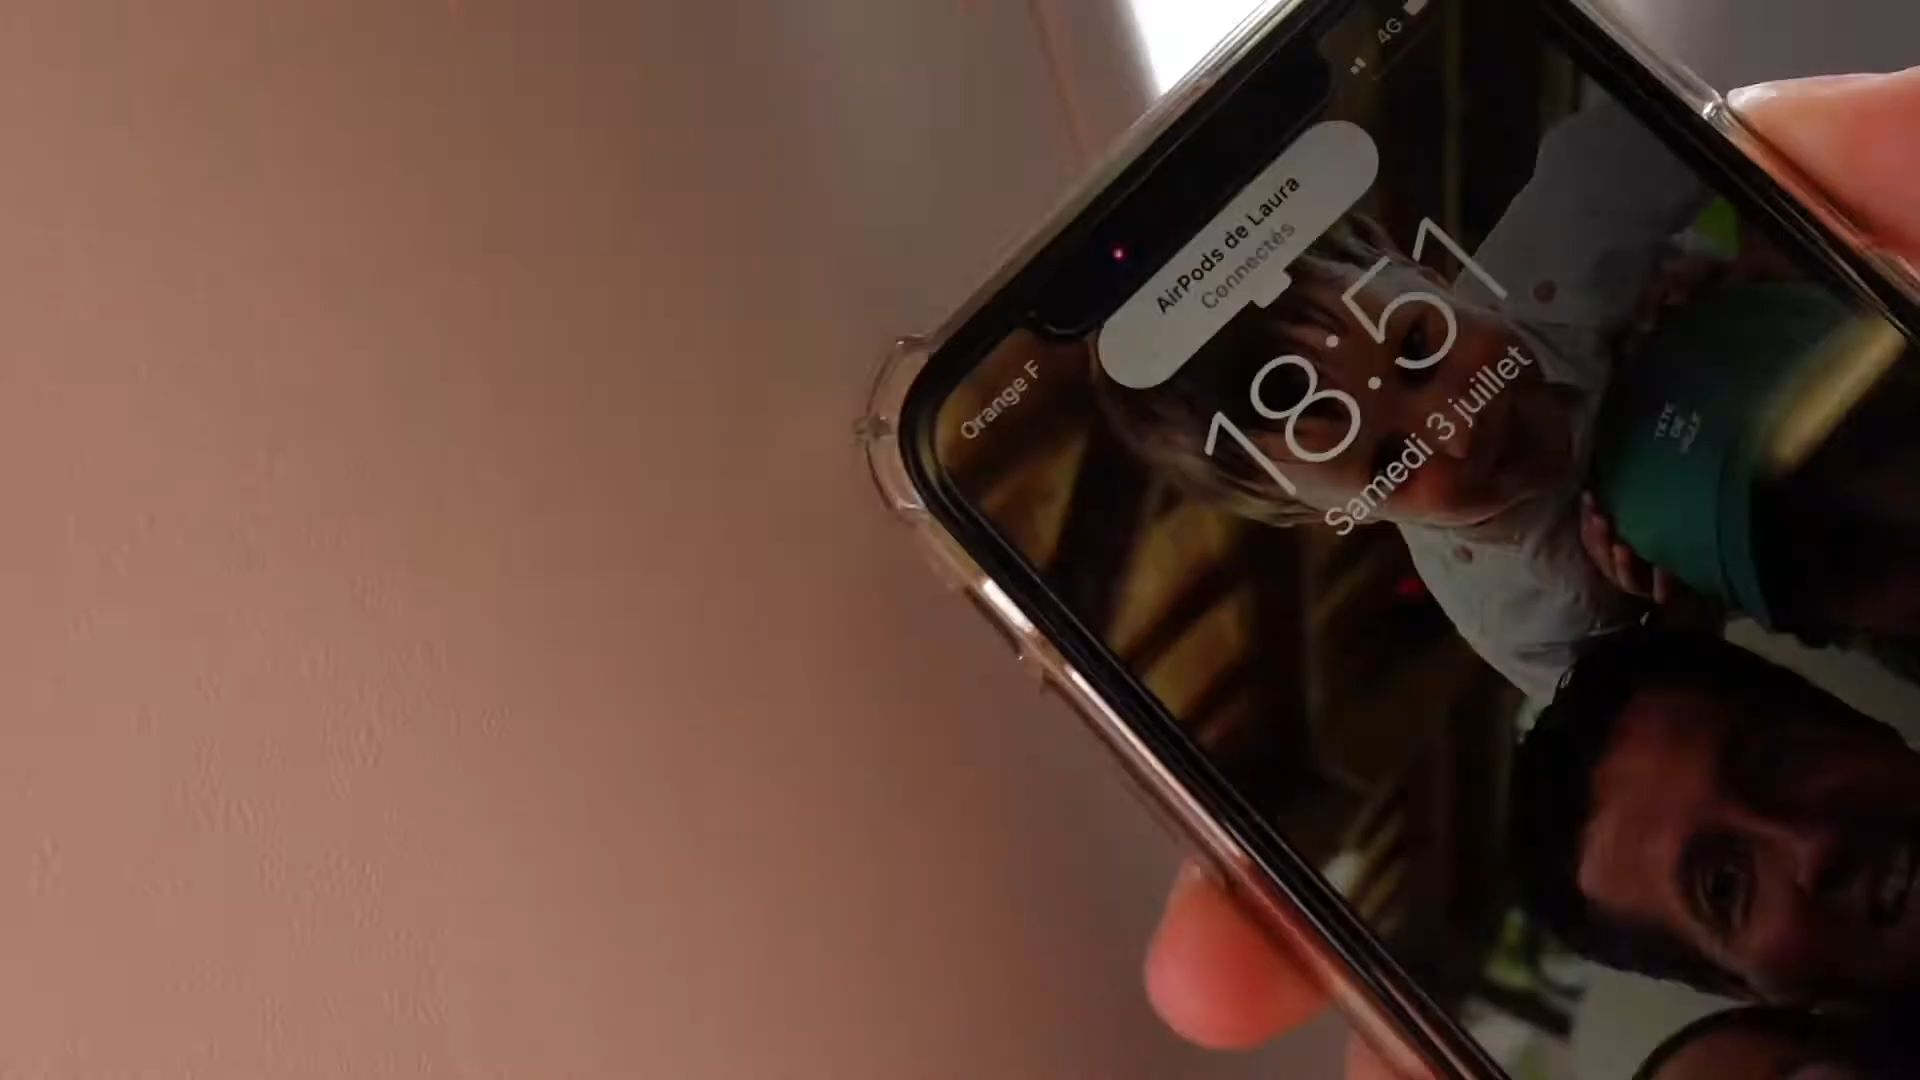 Orange F
4G
AirPods de Laura
Connectés
18:51
Samedi 3 juillet